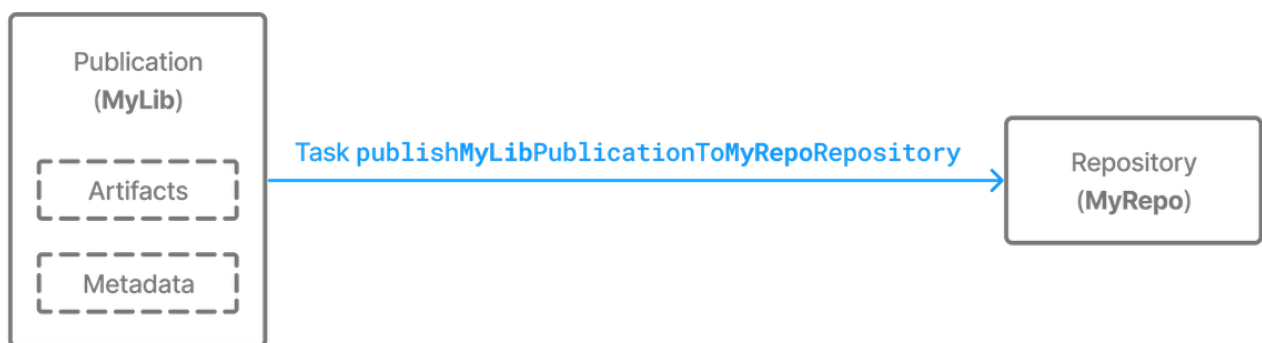 Publication
(MyLib)
Artifacts
Metadata
Task publishMyLibPublicationToMyRepoRepository
Repository
(MyRepo)